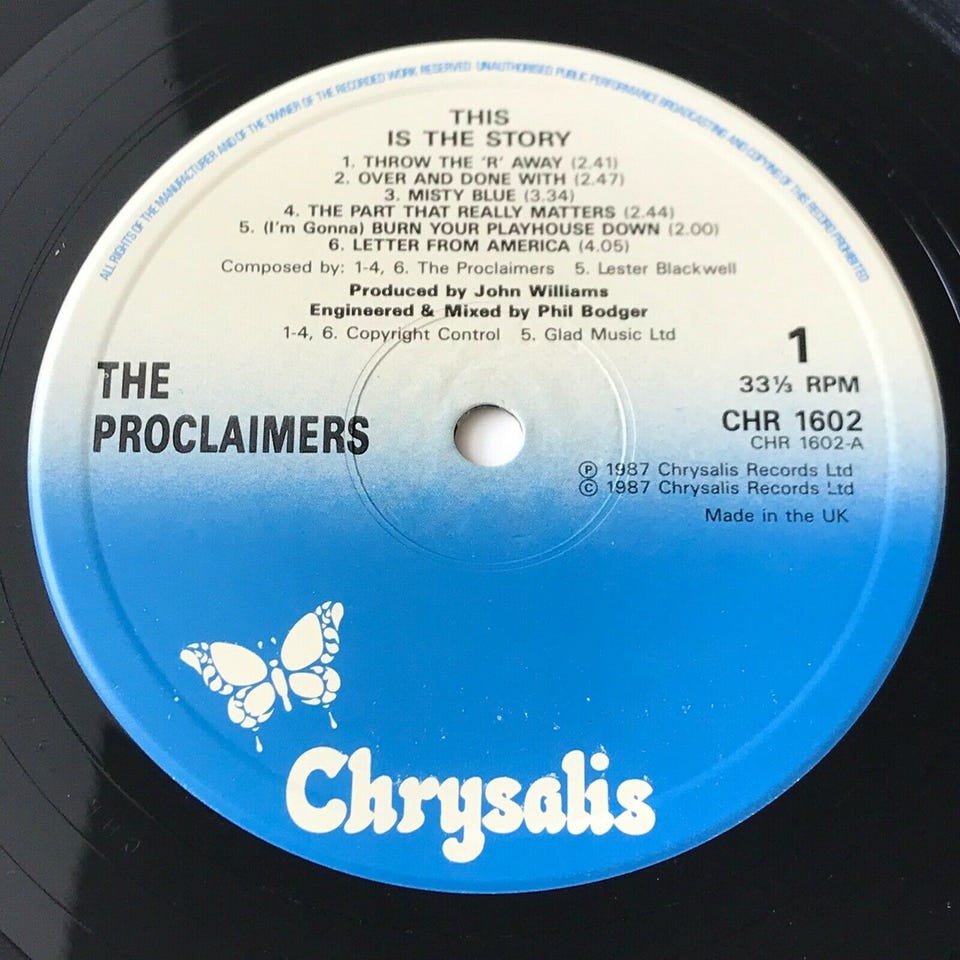 ALL RIGHTS OF THE MANUFACTURER AND OF THE OWNER OF THE RECORDED WORK RESERVED UNAUTHORISED PUBLIC PERFORMANCE BROADCASTING AND COPYING OF THIS RECORD PROHIBITED
THIS
IS THE STORY
1. THROW THE 'R' AWAY (2.41)
2. OVER AND DONE WITH (2.47)
3. MISTY BLUE (3.34)
4. THE PART THAT REALLY MATTERS (2.44)
5. (I'm Gonna) BURN YOUR PLAYHOUSE DOWN (2.00)
6. LETTER FROM AMERICA (4.05)
Composed by: 1-4, 6. The Proclaimers 5. Lester Blackwell
Produced by John Williams
Engineered & Mixed by Phil Bodger
1-4, 6. Copyright Control 5. Glad Music Ltd
THE
PROCLAIMERS
1
33⅓ RPM
CHR 1602
CHR 1602-A
℗ 1987 Chrysalis Records Ltd
© 1987 Chrysalis Records Ltd
Made in the UK
Chrysalis